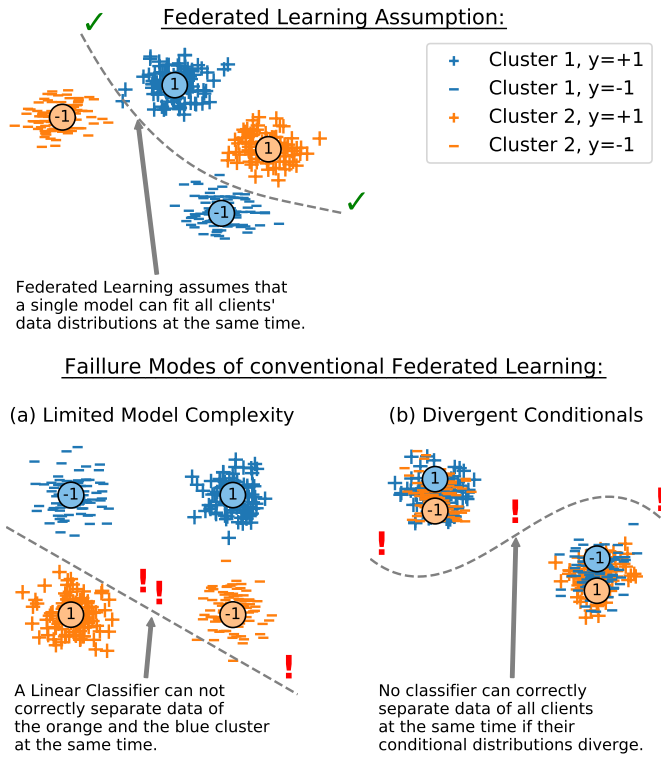 Federated Learning Assumption:
Cluster 1, y=+1
Cluster 1, y=-1
Cluster 2, y=+1
Cluster 2, y=-1
1
-1
1
-1
Federated Learning assumes that
a single model can fit all clients'
data distributions at the same time.
Faillure Modes of conventional Federated Learning:
(a) Limited Model Complexity
-1
1
1
-1
!
!
!
A Linear Classifier can not
correctly separate data of
the orange and the blue cluster
at the same time.
(b) Divergent Conditionals
1
-1
-1
1
!
!
!
No classifier can correctly
separate data of all clients
at the same time if their
conditional distributions diverge.